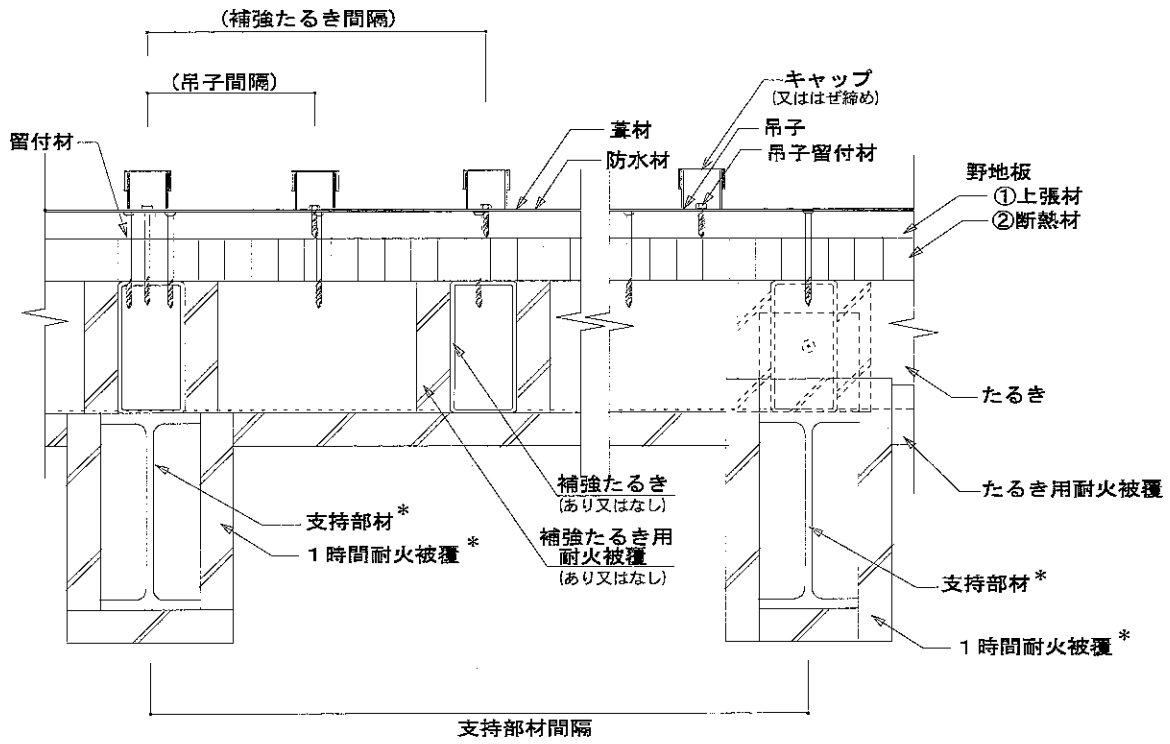 (補強たるき間隔)
(吊子間隔)
キャップ
(又ははぜ締め)
留付材
葺材
吊子
防水材
吊子留付材
野地板
①上張材
②断熱材
たるき
補強たるき
(あり又はなし)
たるき用耐火被覆
支持部材*
補強たるき用
耐火被覆
(あり又はなし)
1時間耐火被覆*
支持部材*
1時間耐火被覆*
支持部材間隔